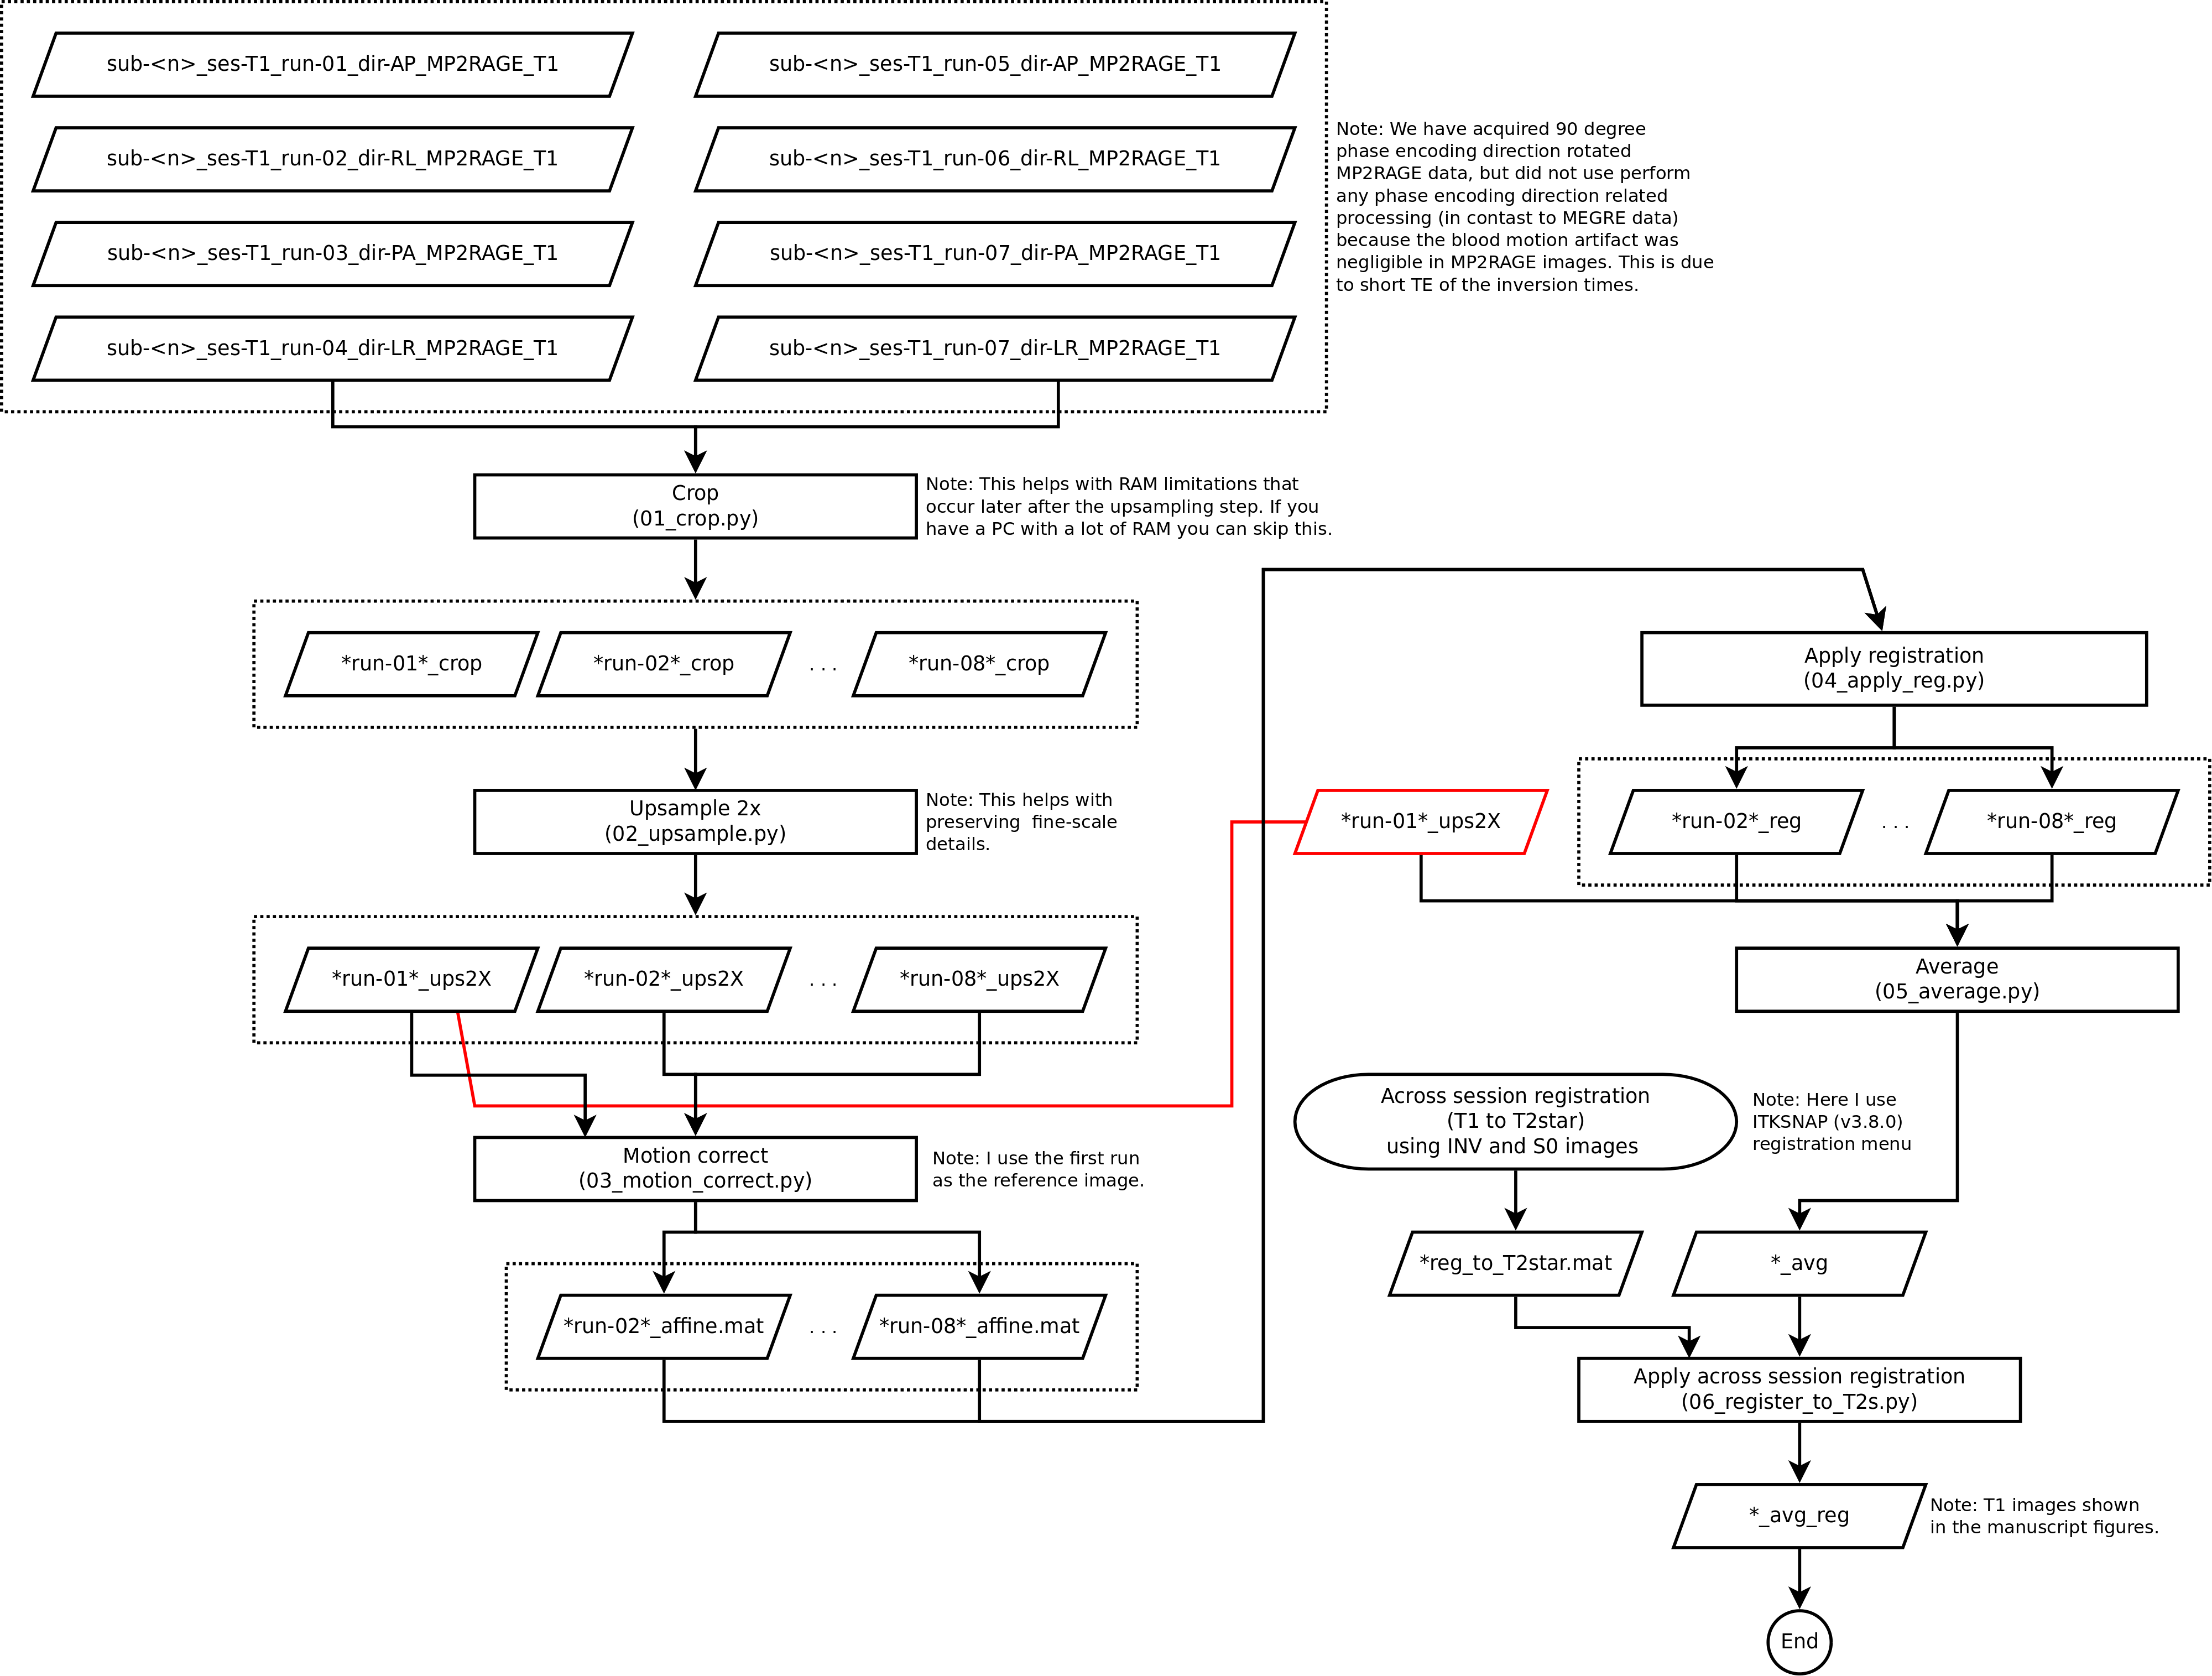 sub-<n>_ses-T1_run-01_dir-AP_MP2RAGE_T1
sub-<n>_ses-T1_run-05_dir-AP_MP2RAGE_T1
sub-<n>_ses-T1_run-02_dir-RL_MP2RAGE_T1
sub-<n>_ses-T1_run-06_dir-RL_MP2RAGE_T1
sub-<n>_ses-T1_run-03_dir-PA_MP2RAGE_T1
sub-<n>_ses-T1_run-07_dir-PA_MP2RAGE_T1
sub-<n>_ses-T1_run-04_dir-LR_MP2RAGE_T1
sub-<n>_ses-T1_run-07_dir-LR_MP2RAGE_T1
Note: We have acquired 90 degree
phase encoding direction rotated
MP2RAGE data, but did not use perform
any phase encoding direction related
processing (in contast to MEGRE data)
because the blood motion artifact was
negligible in MP2RAGE images. This is due
to short TE of the inversion times.
Crop
(01_crop.py)
Note: This helps with RAM limitations that
occur later after the upsampling step. If you
have a PC with a lot of RAM you can skip this.
*run-01*_crop
*run-02*_crop
. . .
*run-08*_crop
Upsample 2x
(02_upsample.py)
Note: This helps with
preserving  fine-scale
details.
*run-01*_ups2X
*run-02*_ups2X
. . .
*run-08*_ups2X
Motion correct
(03_motion_correct.py)
Note: I use the first run
as the reference image.
*run-02*_affine.mat
. . .
*run-08*_affine.mat
Apply registration
(04_apply_reg.py)
*run-01*_ups2X
*run-02*_reg
. . .
*run-08*_reg
Average
(05_average.py)
Across session registration
(T1 to T2star)
using INV and S0 images
Note: Here I use
ITKSNAP (v3.8.0)
registration menu
*reg_to_T2star.mat
*_avg
Apply across session registration
(06_register_to_T2s.py)
*_avg_reg
Note: T1 images shown
in the manuscript figures.
End